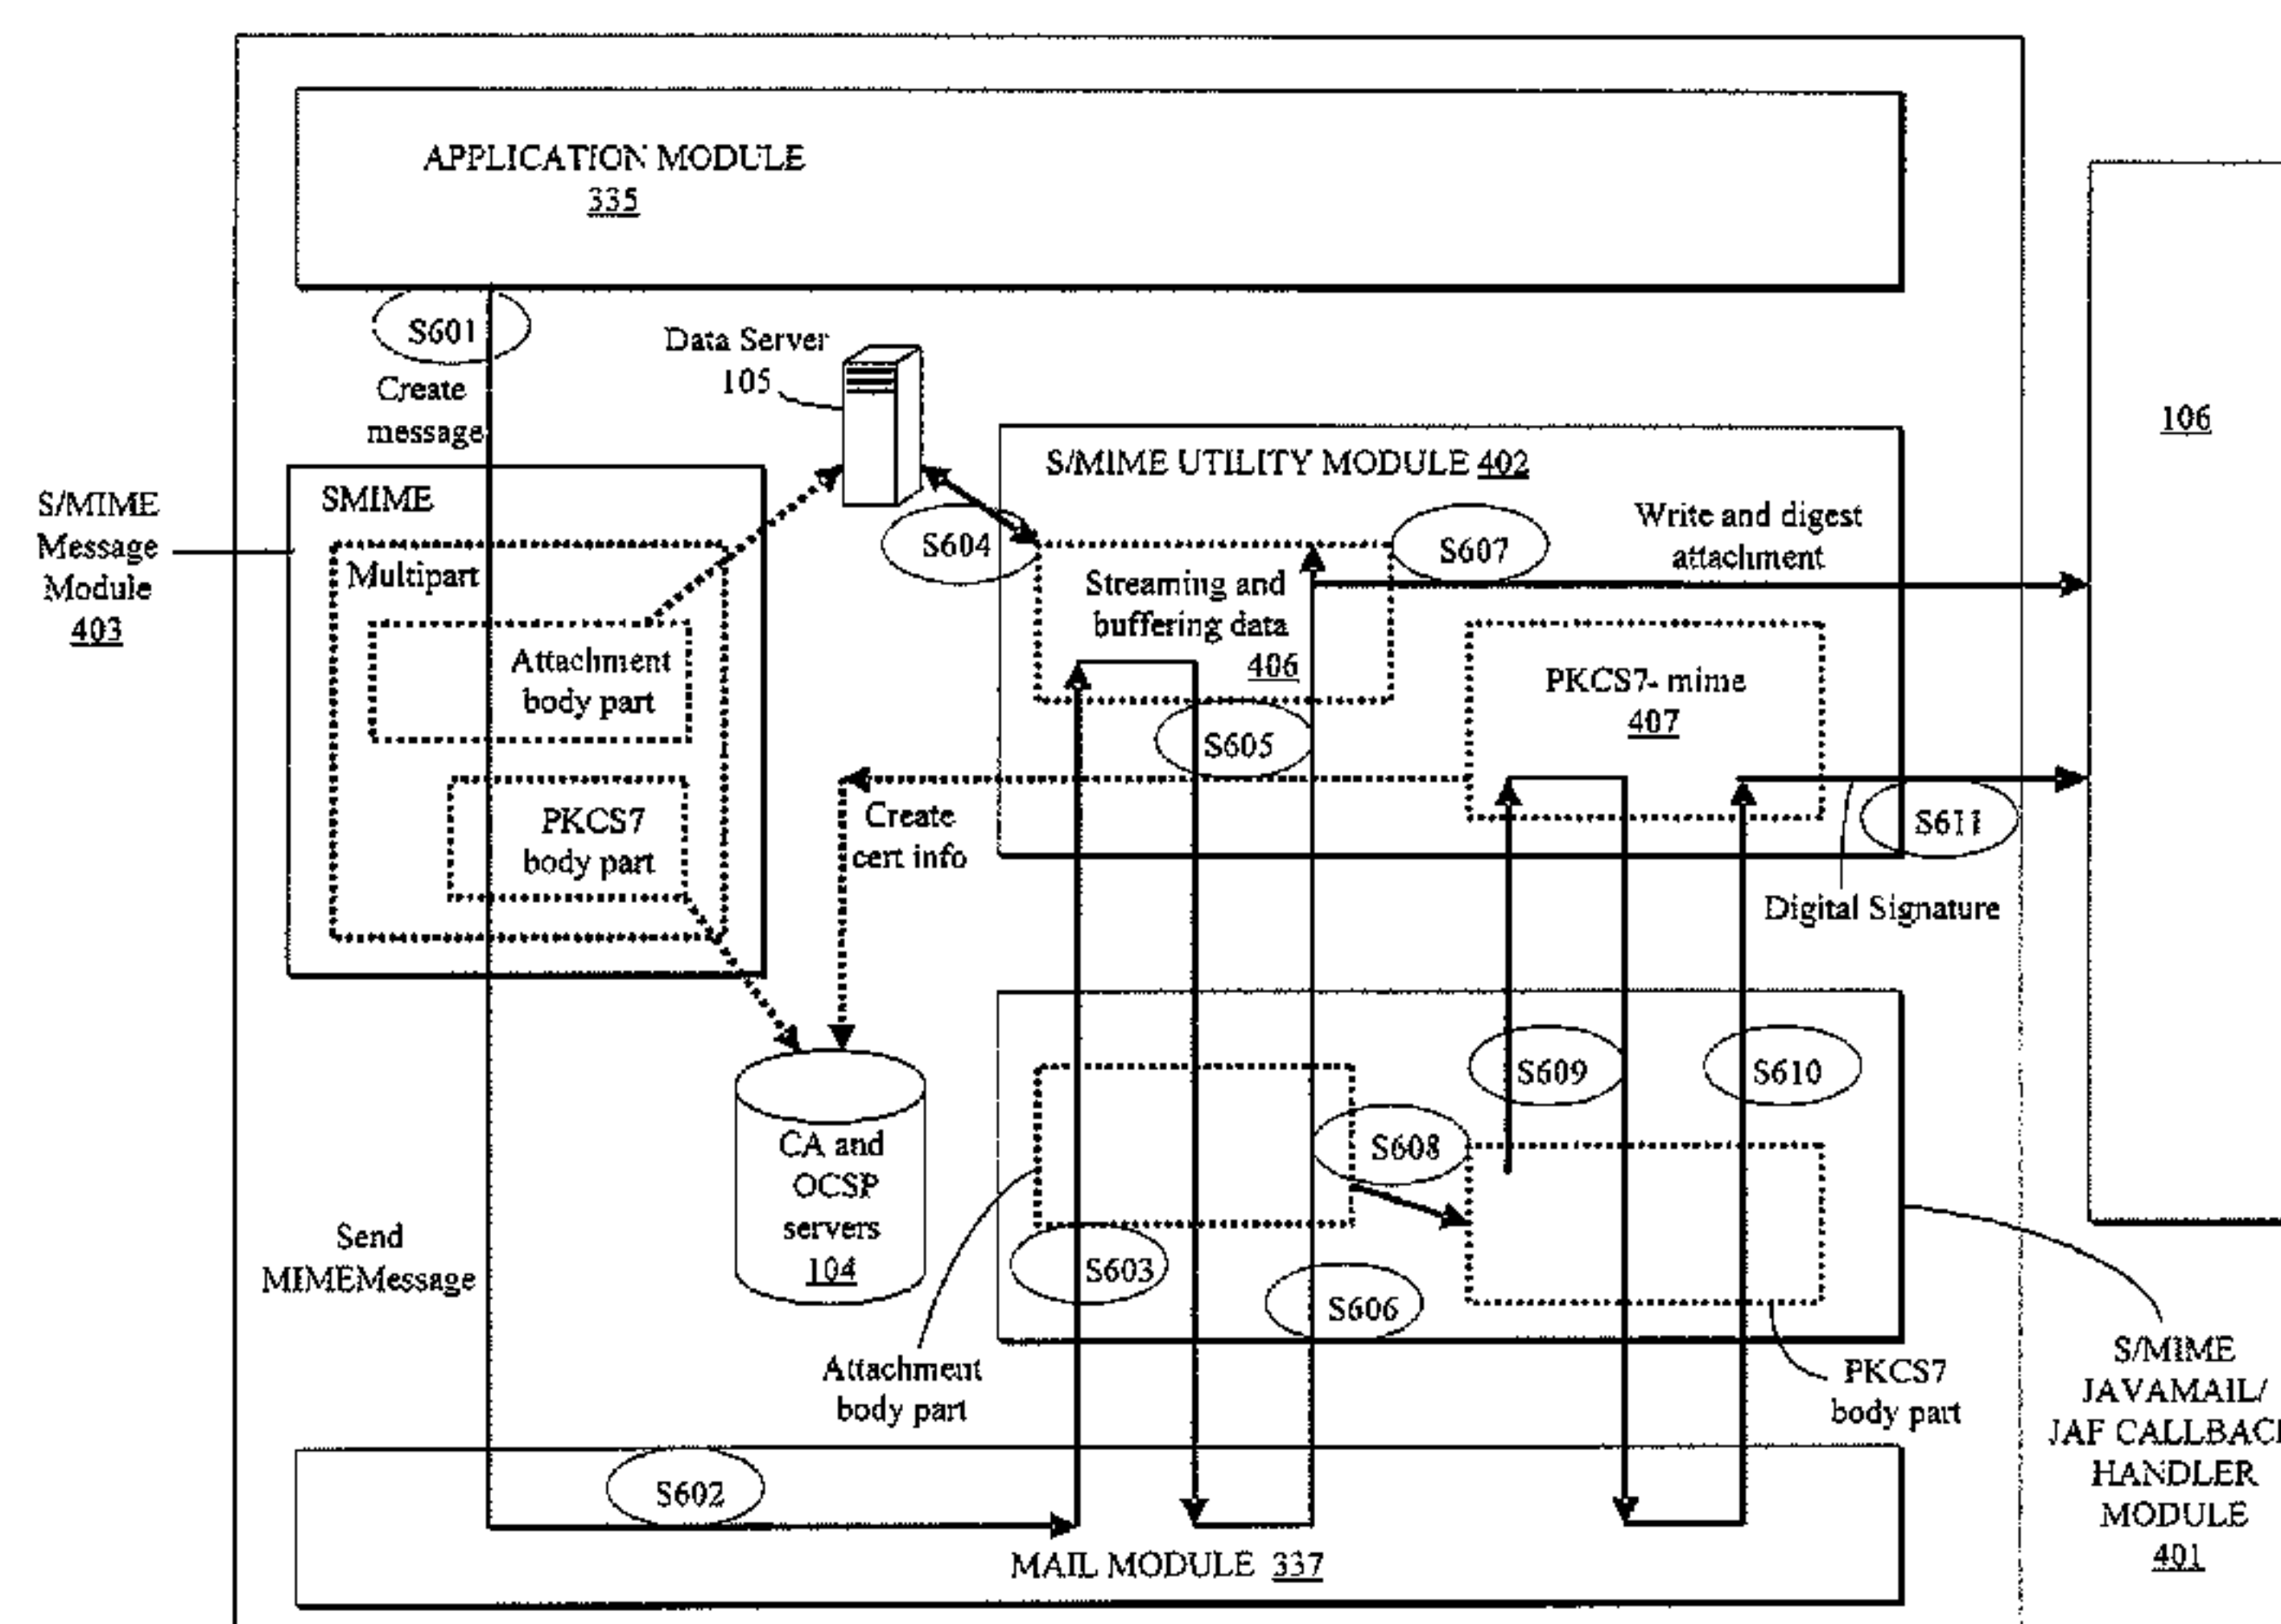 APPLICATION MODULE
335
S601
Create
message
Data Server
105
106
S/MIME
Message
Module
403
SMIME
Multipart
Attachment
body part
PKCS7
body part
S/MIME UTILITY MODULE 402
S604
S607
Write and digest
attachment
Streaming and
buffering data
406
PKCS7- mime
407
S605
Create
cert info
S611
Digital Signature
CA and
OCSP
servers
104
S609
S610
S608
S603
S606
Send
MIMEMessage
Attachment
body part
PKCS7
body part
S/MIME
JAVAMAIL/
JAF CALLBACK
HANDLER
MODULE
401
S602
MAIL MODULE 337